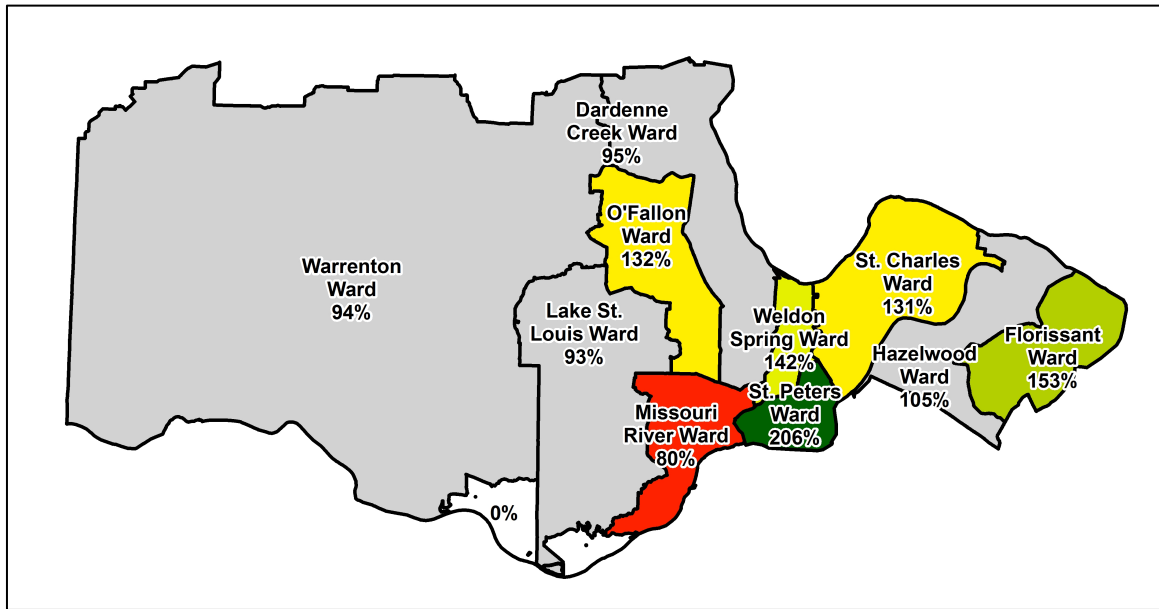 Dardenne
Creek Ward
95%
O'Fallon
Ward
132%
Warrenton
Ward
94%
Lake St.
Louis Ward
93%
St. Charles
Ward
131%
Weldon
Spring Ward
142%
Hazelwood
Ward
105%
Florissant
Ward
153%
St. Peters
Ward
206%
Missouri
River Ward
80%
0%